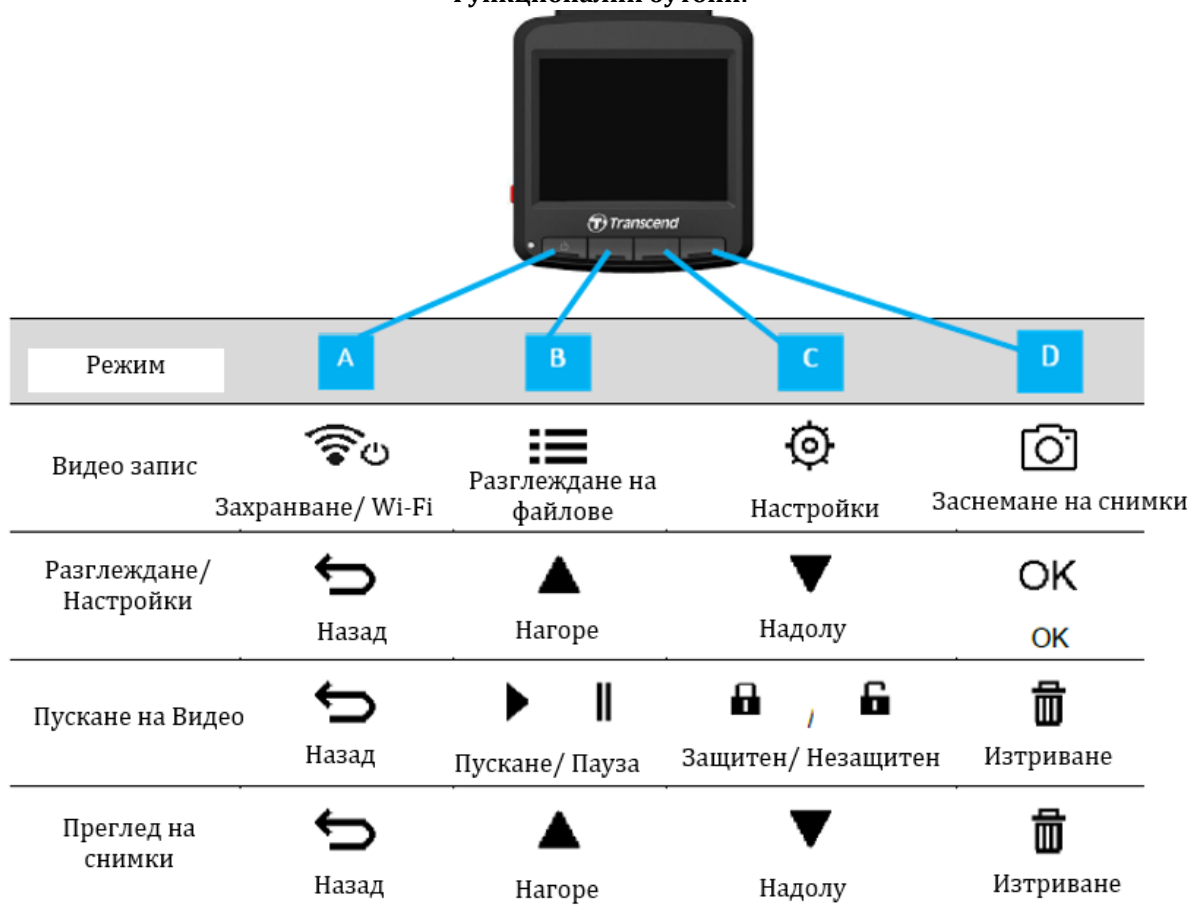 Transcend
Режим
A
B
C
D
Видео запис
Захранване/ Wi-Fi
Разглеждане на
файлове
Настройки
Заснемане на снимки
Разглеждане/
Настройки
Назад
Нагоре
Надолу
OK
OK
Пускане на Видео
Назад
Пускане/ Пауза
/
Защитен/ Незащитен
Изтриване
Преглед на
снимки
Назад
Нагоре
Надолу
Изтриване